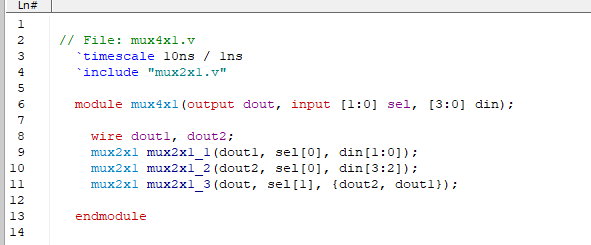 Ln#
1
2 // File: mux4x1.v
3 `timescale 10ns / 1ns
4 `include "mux2x1.v"
5
6 module mux4x1(output dout, input [1:0] sel, [3:0] din);
7
8 wire dout1, dout2;
9 mux2x1 mux2x1_1(dout1, sel[0], din[1:0]);
10 mux2x1 mux2x1_2(dout2, sel[0], din[3:2]);
11 mux2x1 mux2x1_3(dout, sel[1], {dout2, dout1});
12
13 endmodule
14